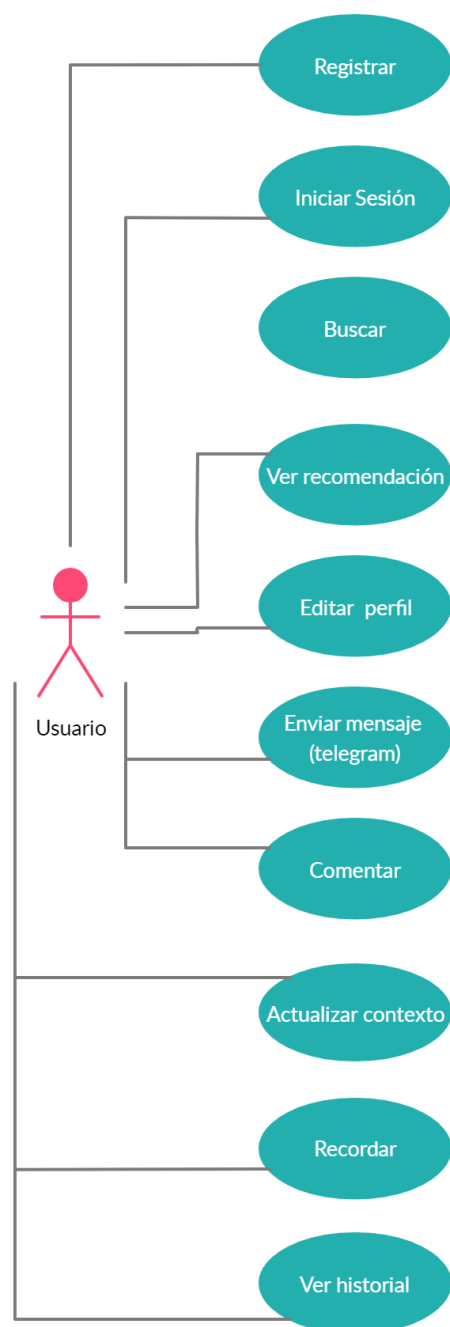 Registrar
Iniciar Sesión
Buscar
Ver recomendación
Editar perfil
Usuario
Enviar mensaje
(telegram)
Comentar
Actualizar contexto
Recordar
Ver historial